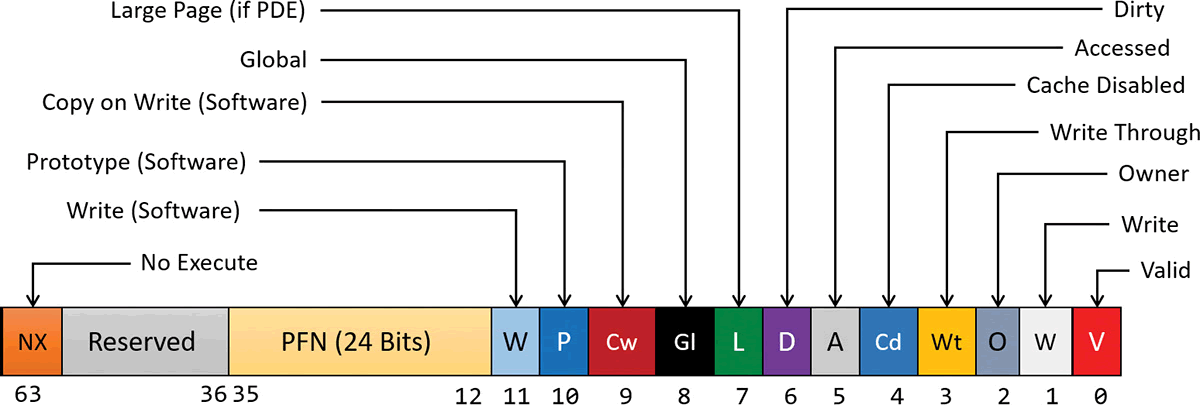 Large Page (if PDE)
Dirty
Global
Accessed
Copy on Write (Software)
Cache Disabled
Prototype (Software)
Write Through
Write (Software)
Owner
No Execute
Write
Valid
NX Reserved PFN (24 Bits) W P Cw Gl L D A Cd Wt O W V
63 36 35 12 11 10 9 8 7 6 5 4 3 2 1 0